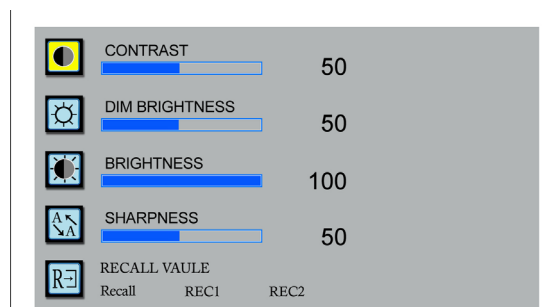 CONTRAST
50
DIM BRIGHTNESS
50
BRIGHTNESS
100
A A
SHARPNESS
50
R
RECALL VAULE
Recall REC1 REC2